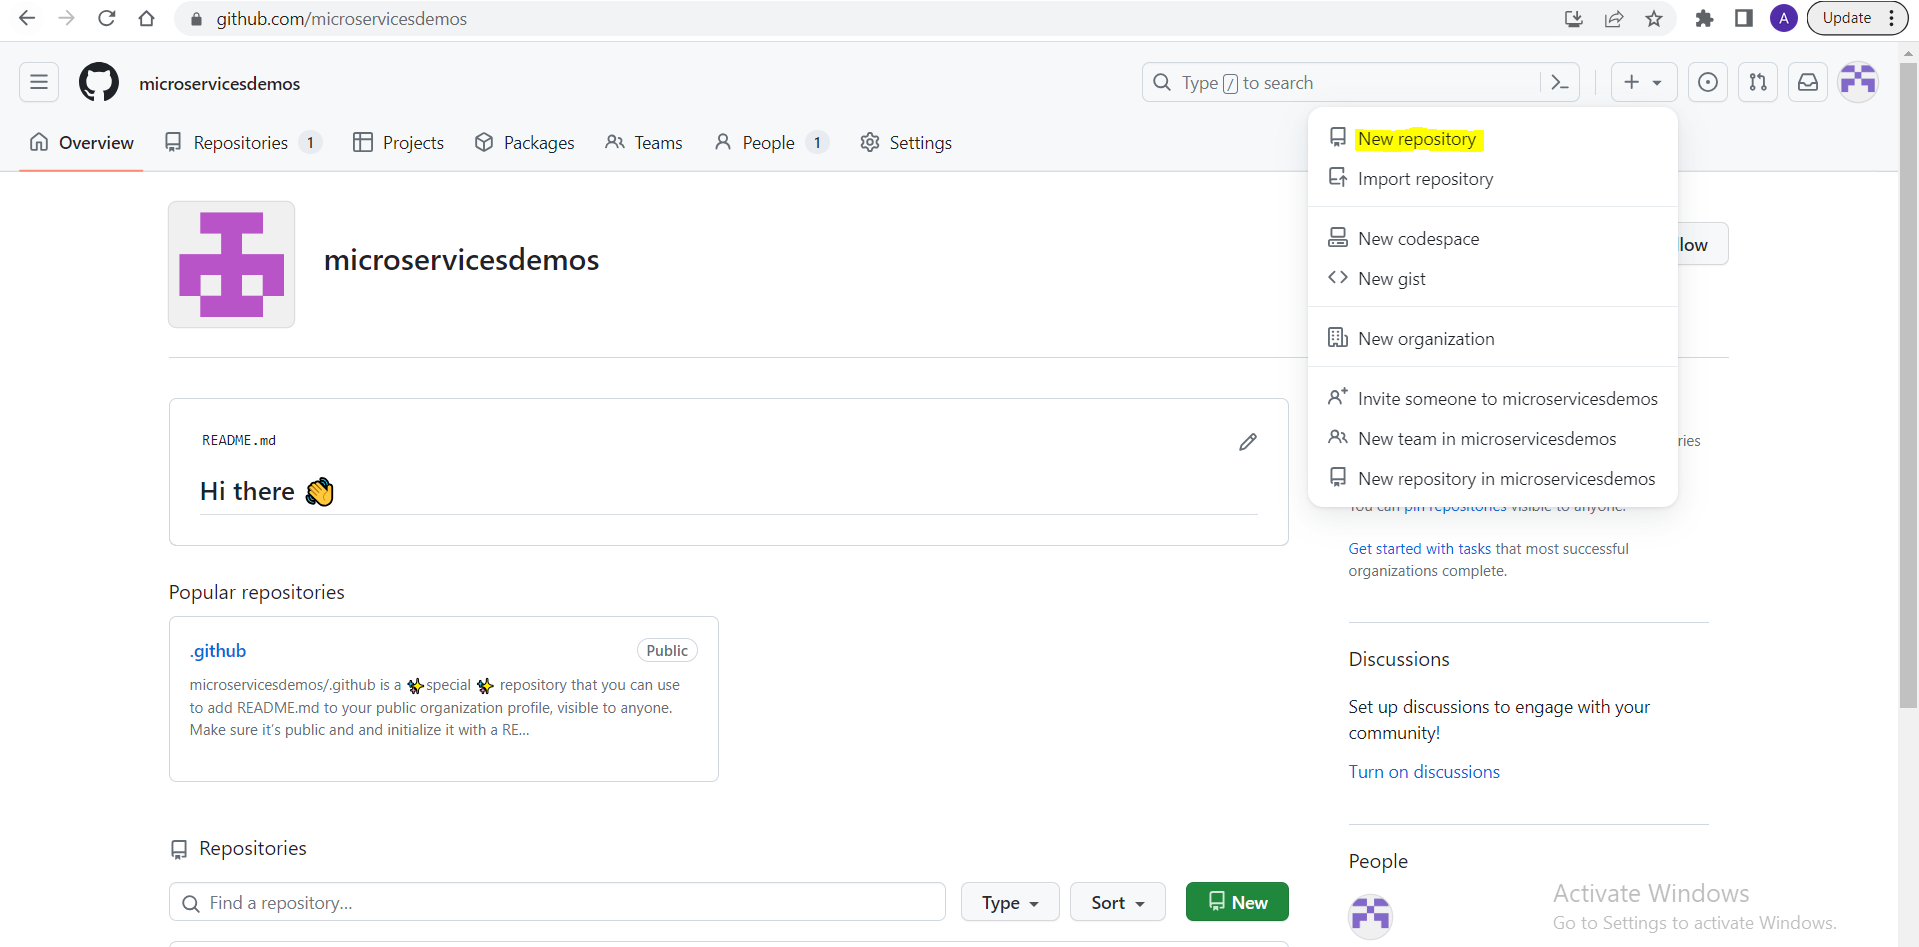 github.com/microservicesdemos
A
Update
microservicesdemos
Type / to search
Overview
Repositories 1
Projects
Packages
Teams
People 1
Settings
New repository
Import repository
New codespace
New gist
New organization
Invite someone to microservicesdemos
New team in microservicesdemos
New repository in microservicesdemos
low
ries
microservicesdemos
README.md
Hi there 👋
You can pin repositories visible to anyone.
Get started with tasks that most successful
organizations complete.
Popular repositories
.github
Public
microservicesdemos/.github is a ✨special ✨ repository that you can use
to add README.md to your public organization profile, visible to anyone.
Make sure it's public and and initialize it with a RE...
Discussions
Set up discussions to engage with your
community!
Turn on discussions
Repositories
Find a repository...
Type
Sort
New
People
Activate Windows
Go to Settings to activate Windows.